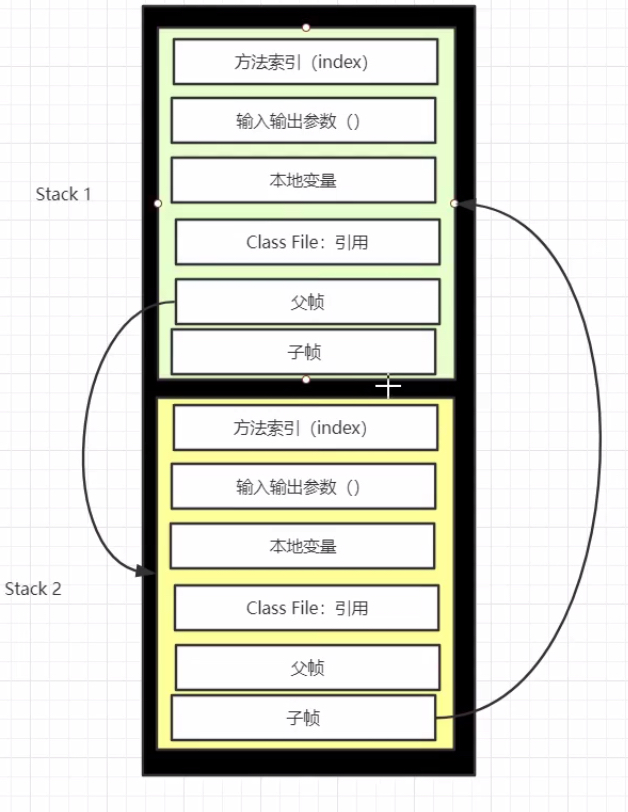 方法索引（index）
输入输出参数（）
本地变量
Stack 1
Class File：引用
父帧
子帧
方法索引（index）
输入输出参数（）
本地变量
Stack 2
Class File：引用
父帧
子帧